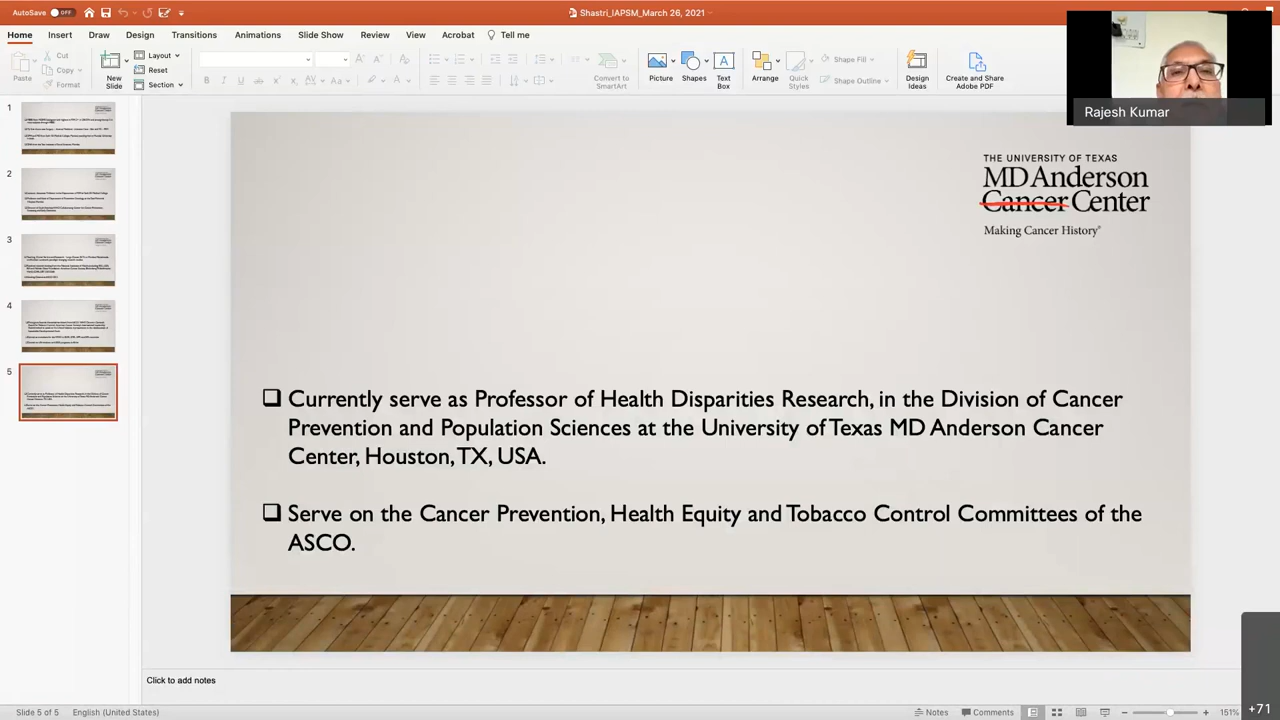 AutoSave OFF
Shastri_IAPSM_March 26, 2021
Home Insert Draw Design Transitions Animations Slide Show Review View Acrobat Tell me
Paste
Cut
Copy
Format
New Slide
Layout
Reset
Section
Convert to SmartArt
Picture
Shapes
Text Box
Arrange
Quick Styles
Shape Fill
Shape Outline
Design Ideas
Create and Share Adobe PDF
Rajesh Kumar
1
2
3
4
5
THE UNIVERSITY OF TEXAS
MD Anderson
Cancer Center
Making Cancer History®
Currently serve as Professor of Health Disparities Research, in the Division of Cancer
Prevention and Population Sciences at the University of Texas MD Anderson Cancer
Center, Houston, TX, USA.
Serve on the Cancer Prevention, Health Equity and Tobacco Control Committees of the
ASCO.
Click to add notes
Slide 5 of 5 English (United States)
Notes Comments 151%
+71